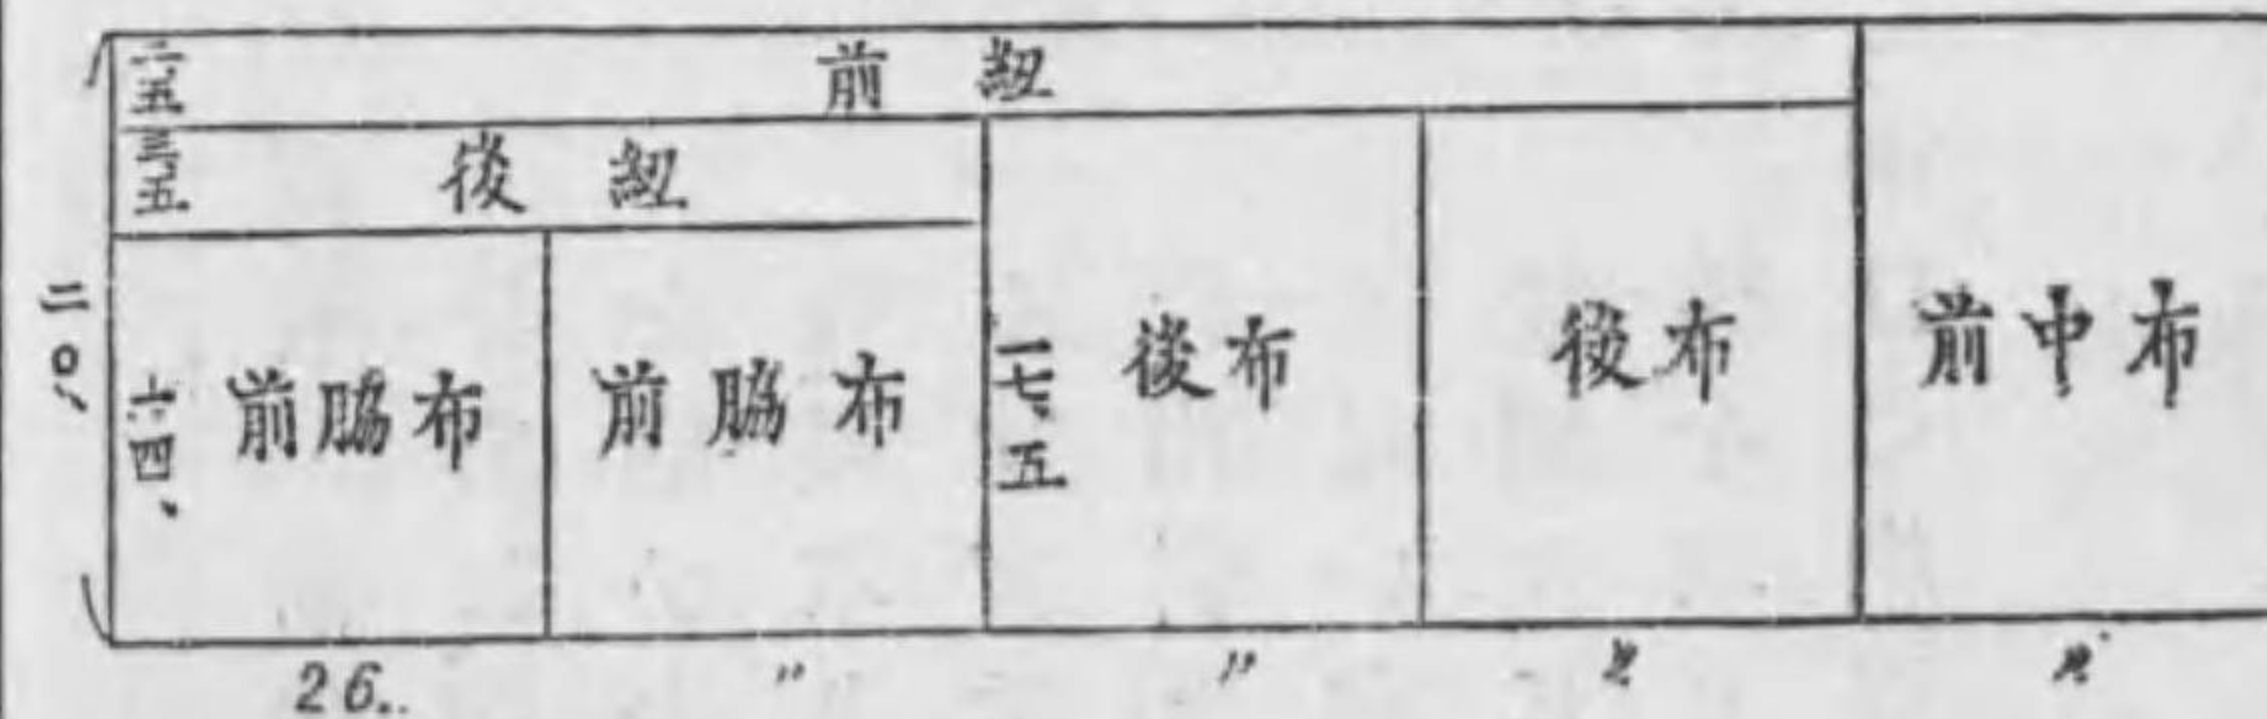 二、五
前紐
三、五
後紐
二〇、
一四、
前脇布
前脇布
一七、五
後布
後布
前中布
26.
〃
〃
〃
〃